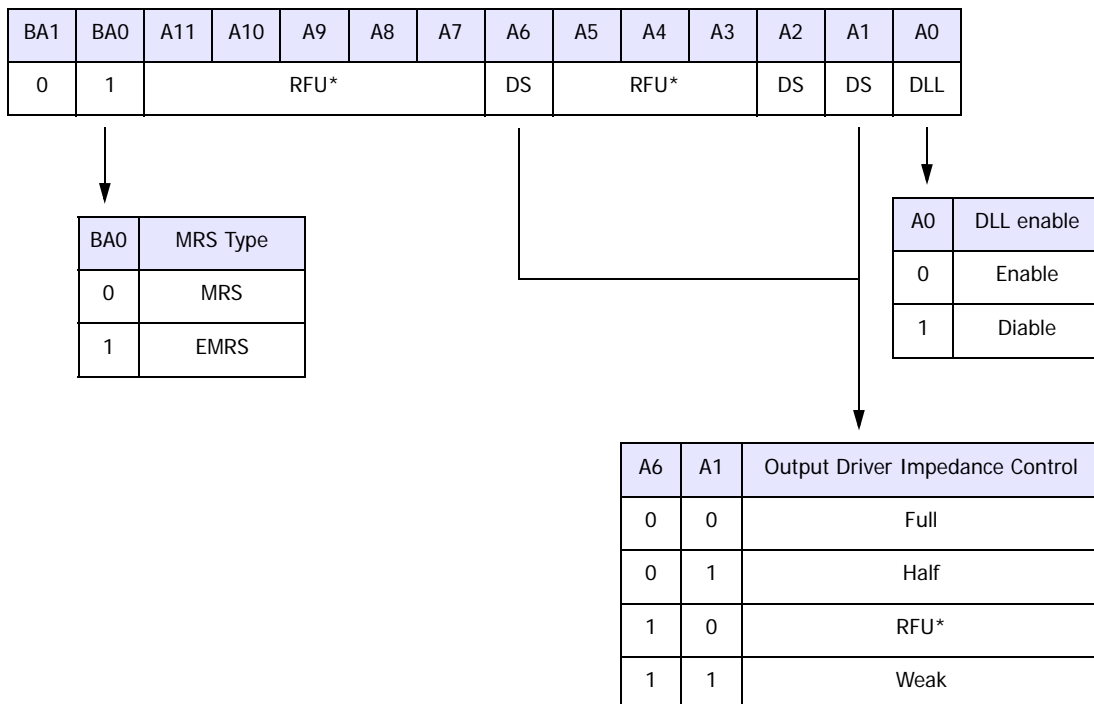 BA1 BA0 A11 A10 A9 A8 A7 A6 A5 A4 A3 A2 A1 A0
0 1 RFU* DS RFU* DS DS DLL
BA0 MRS Type
0 MRS
1 EMRS
A0 DLL enable
0 Enable
1 Diable
A6 A1 Output Driver Impedance Control
0 0 Full
0 1 Half
1 0 RFU*
1 1 Weak